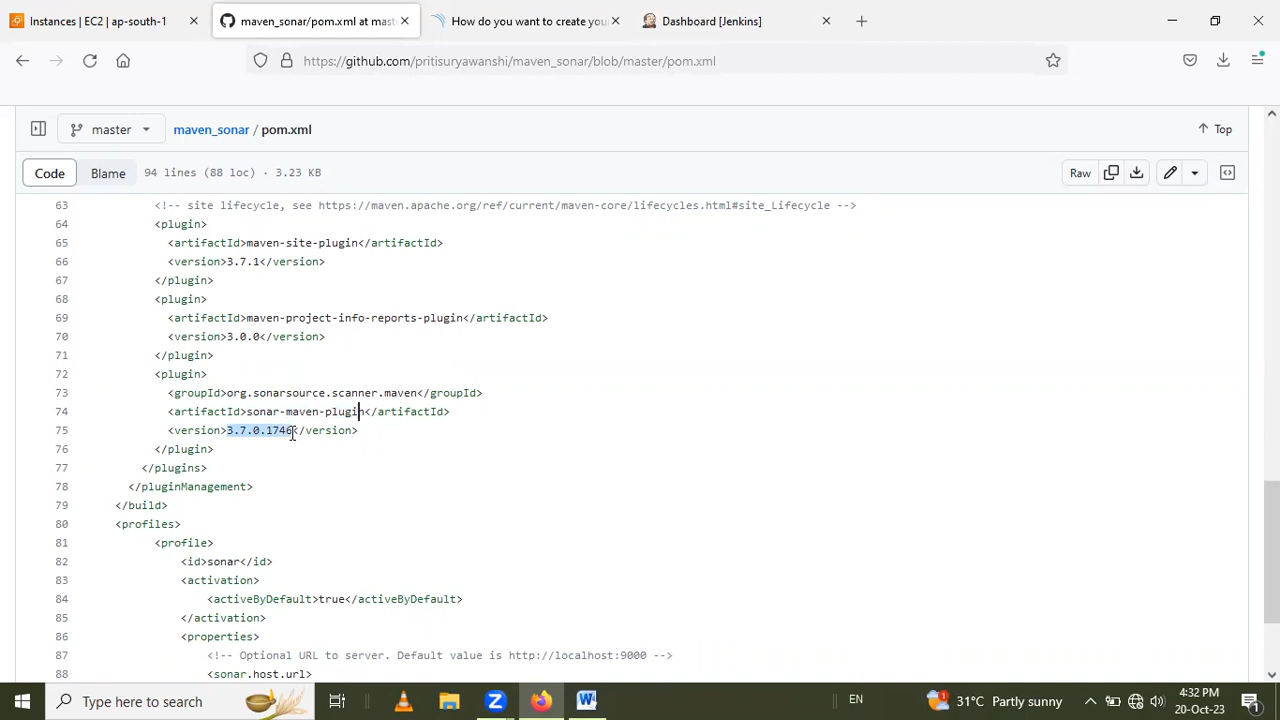 Instances | EC2 | ap-south-1
maven_sonar/pom.xml at mast
How do you want to create your
Dashboard [Jenkins]
https://github.com/pritisuryawanshi/maven_sonar/blob/master/pom.xml
master
maven_sonar / pom.xml
Top
Code
Blame
94 lines (88 loc) · 3.23 KB
Raw
63 <!-- site lifecycle, see https://maven.apache.org/ref/current/maven-core/lifecycles.html#site_Lifecycle -->
64 <plugin>
65 <artifactId>maven-site-plugin</artifactId>
66 <version>3.7.1</version>
67 </plugin>
68 <plugin>
69 <artifactId>maven-project-info-reports-plugin</artifactId>
70 <version>3.0.0</version>
71 </plugin>
72 <plugin>
73 <groupId>org.sonarsource.scanner.maven</groupId>
74 <artifactId>sonar-maven-plugin</artifactId>
75 <version>3.7.0.1746</version>
76 </plugin>
77 </plugins>
78 </pluginManagement>
79 </build>
80 <profiles>
81 <profile>
82 <id>sonar</id>
83 <activation>
84 <activeByDefault>true</activeByDefault>
85 </activation>
86 <properties>
87 <!-- Optional URL to server. Default value is http://localhost:9000 -->
88 <sonar.host.url>
Type here to search
EN
1
31°C Partly sunny
4:32 PM
20-Oct-23
1